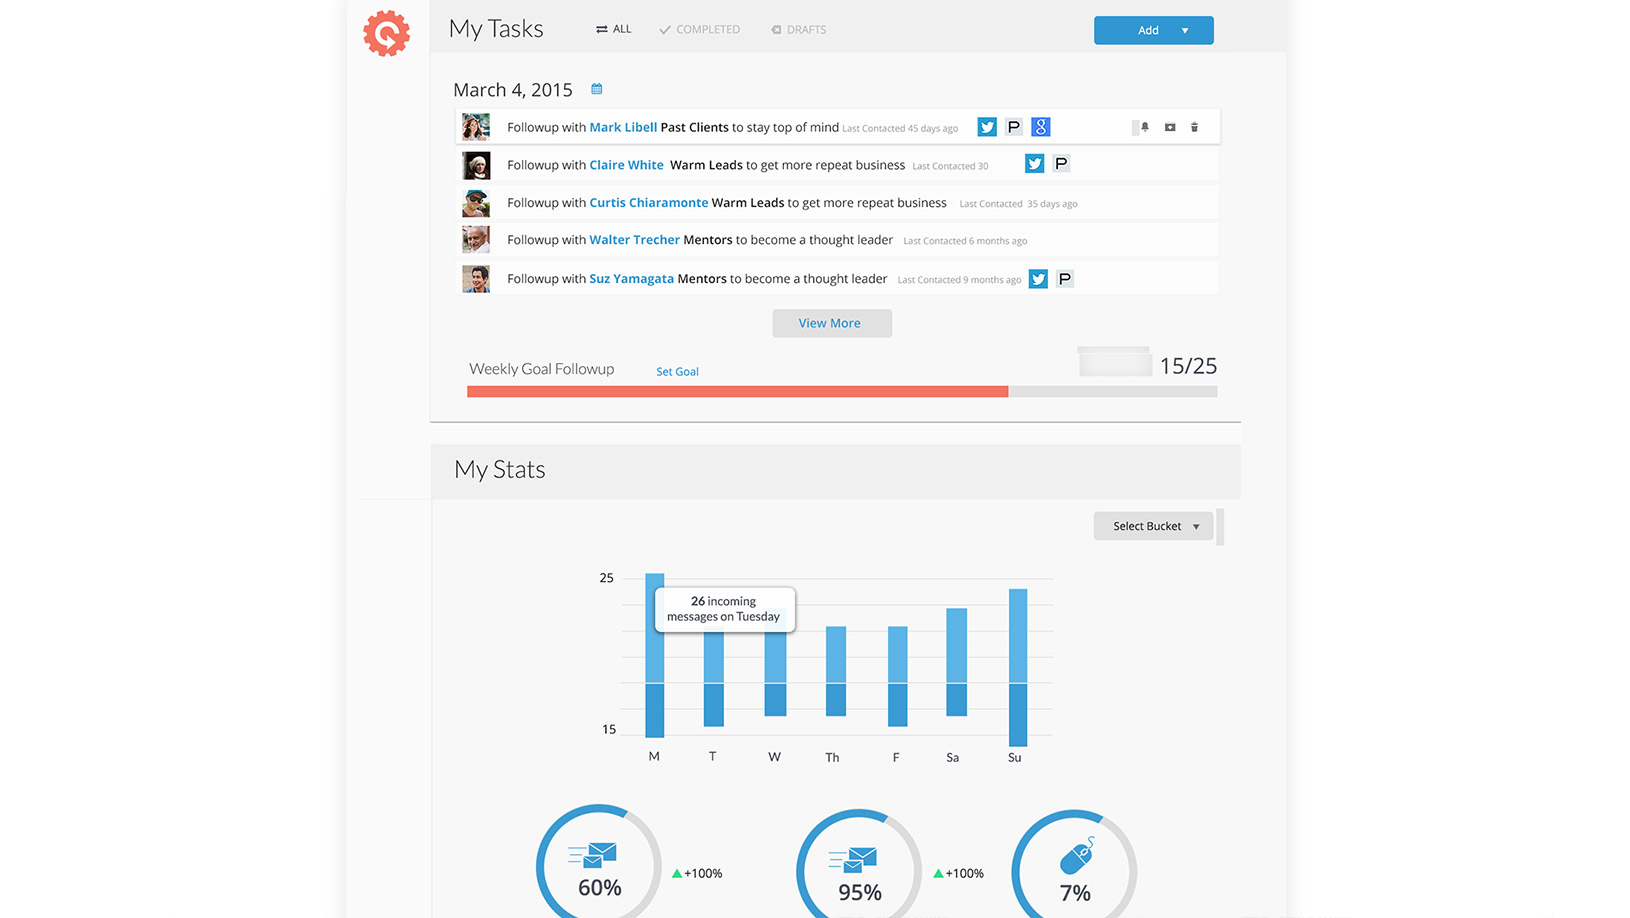 My Tasks ALL COMPLETED DRAFTS Add
March 4, 2015
Followup with Mark Libell Past Clients to stay top of mind Last Contacted 45 days ago P g
Followup with Claire White Warm Leads to get more repeat business Last Contacted 30 P
Followup with Curtis Chiaramonte Warm Leads to get more repeat business Last Contacted 35 days ago
Followup with Walter Trecher Mentors to become a thought leader Last Contacted 6 months ago
Followup with Suz Yamagata Mentors to become a thought leader Last Contacted 9 months ago P
View More
Weekly Goal Followup Set Goal 15/25
My Stats
Select Bucket
25
26 incoming
messages on Tuesday
15
M T W Th F Sa Su
60% +100% 95% +100% 7%